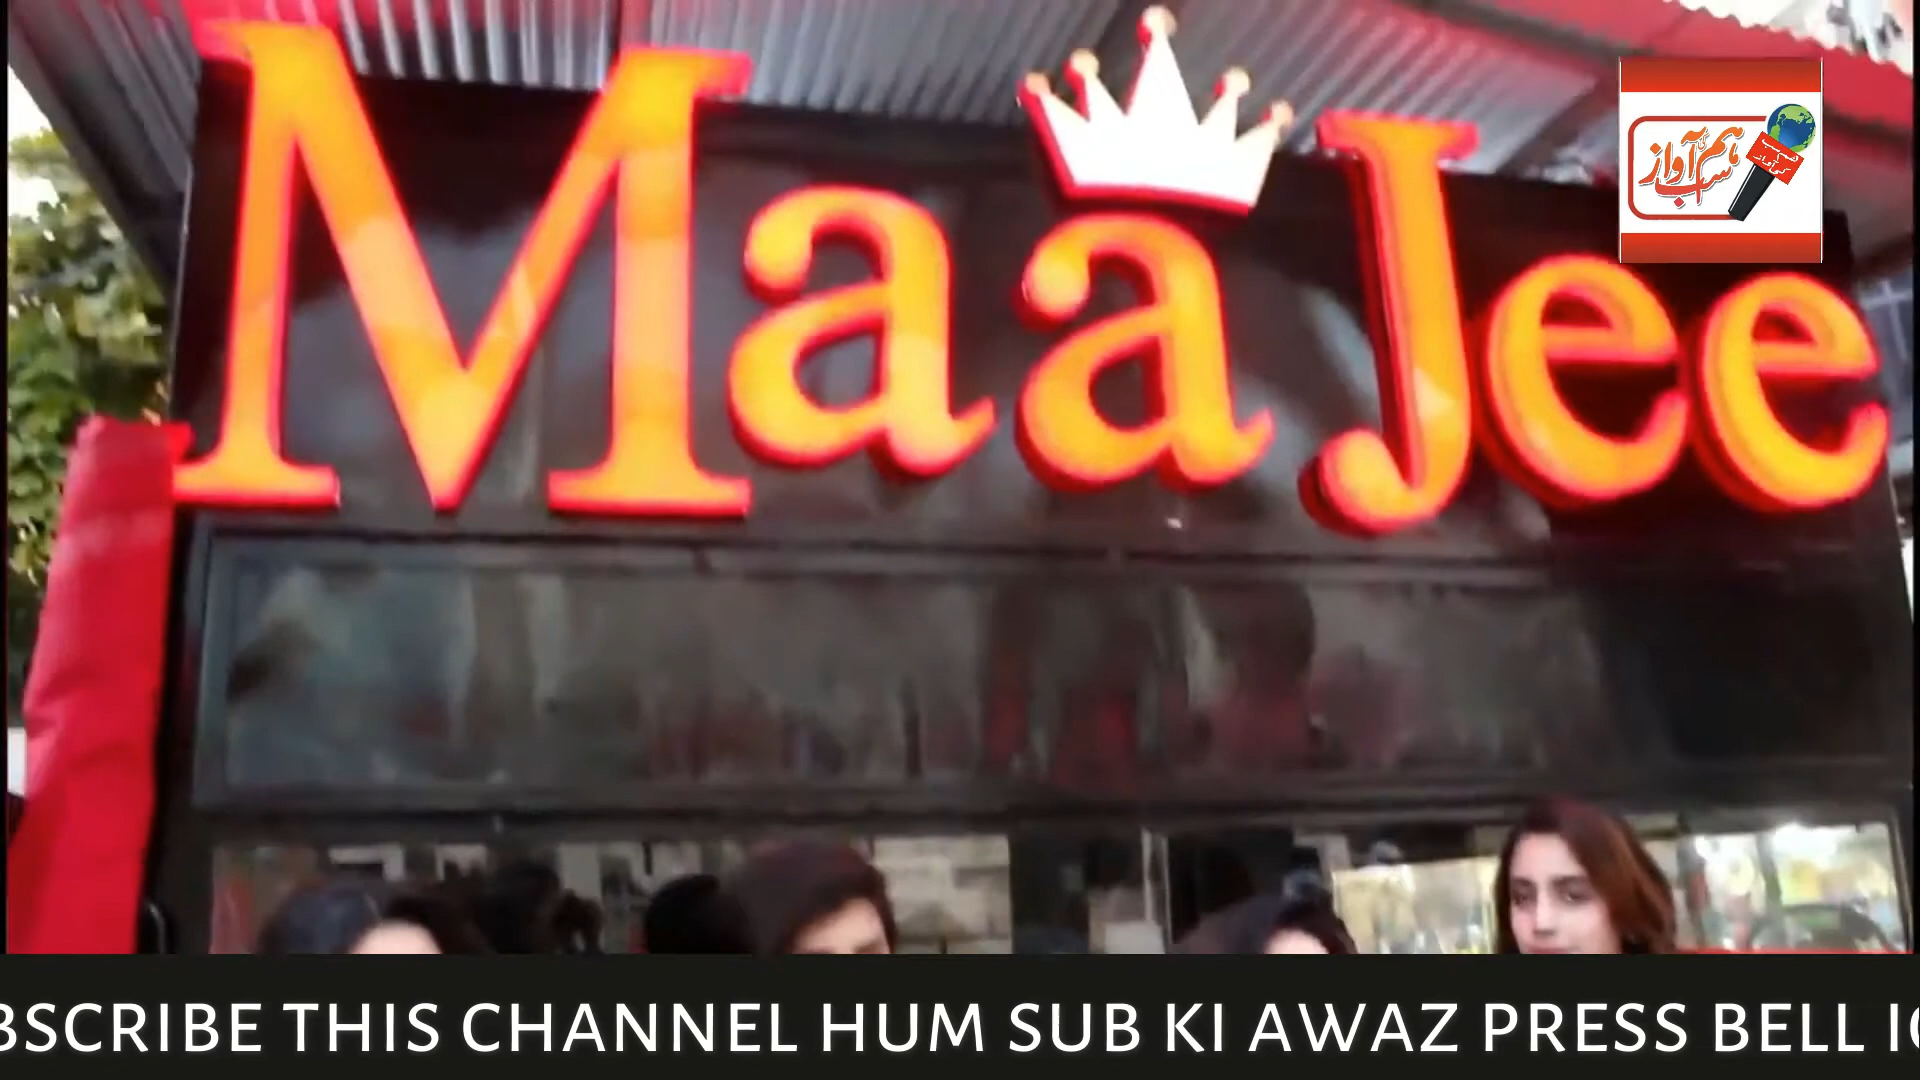 Maa Jee
ہم سب کی آواز
BSCRIBE THIS CHANNEL HUM SUB KI AWAZ PRESS BELL IC